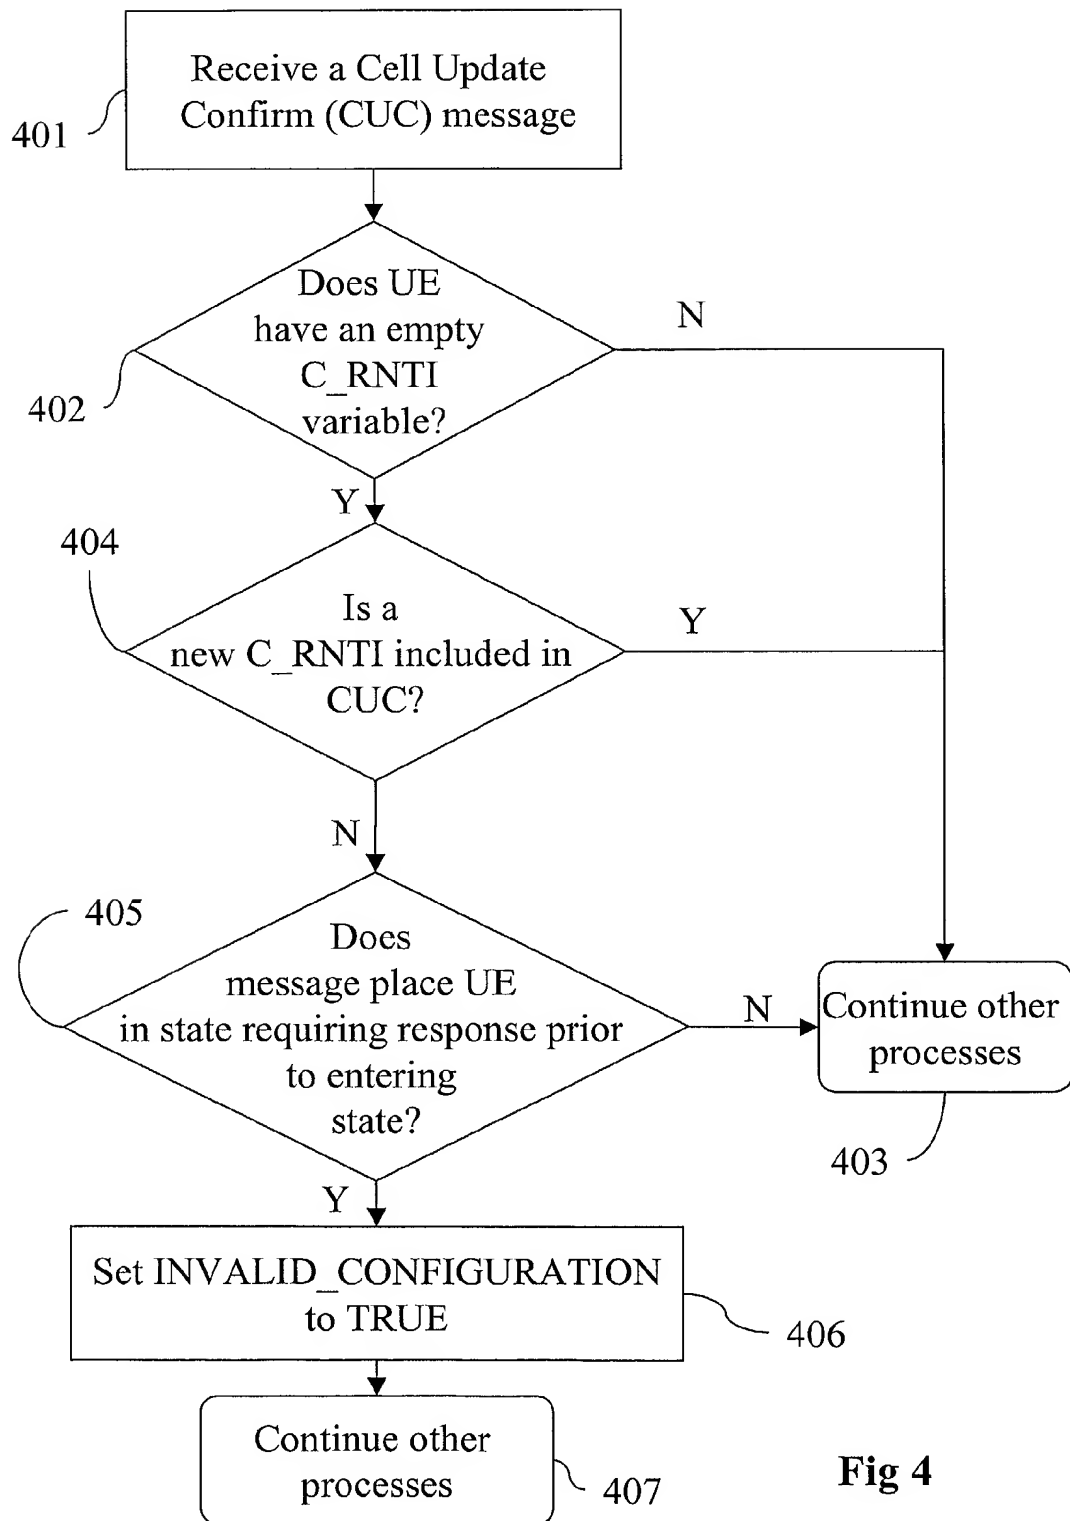 Receive a Cell Update
Confirm (CUC) message
401
Does UE
have an empty
C_RNTI
variable?
N
402
Y
404
Is a
new C_RNTI included in
CUC?
Y
N
405
Does
message place UE
in state requiring response prior
to entering
state?
N
Continue other
processes
403
Y
Set INVALID_CONFIGURATION
to TRUE
406
Continue other
processes
407
Fig 4